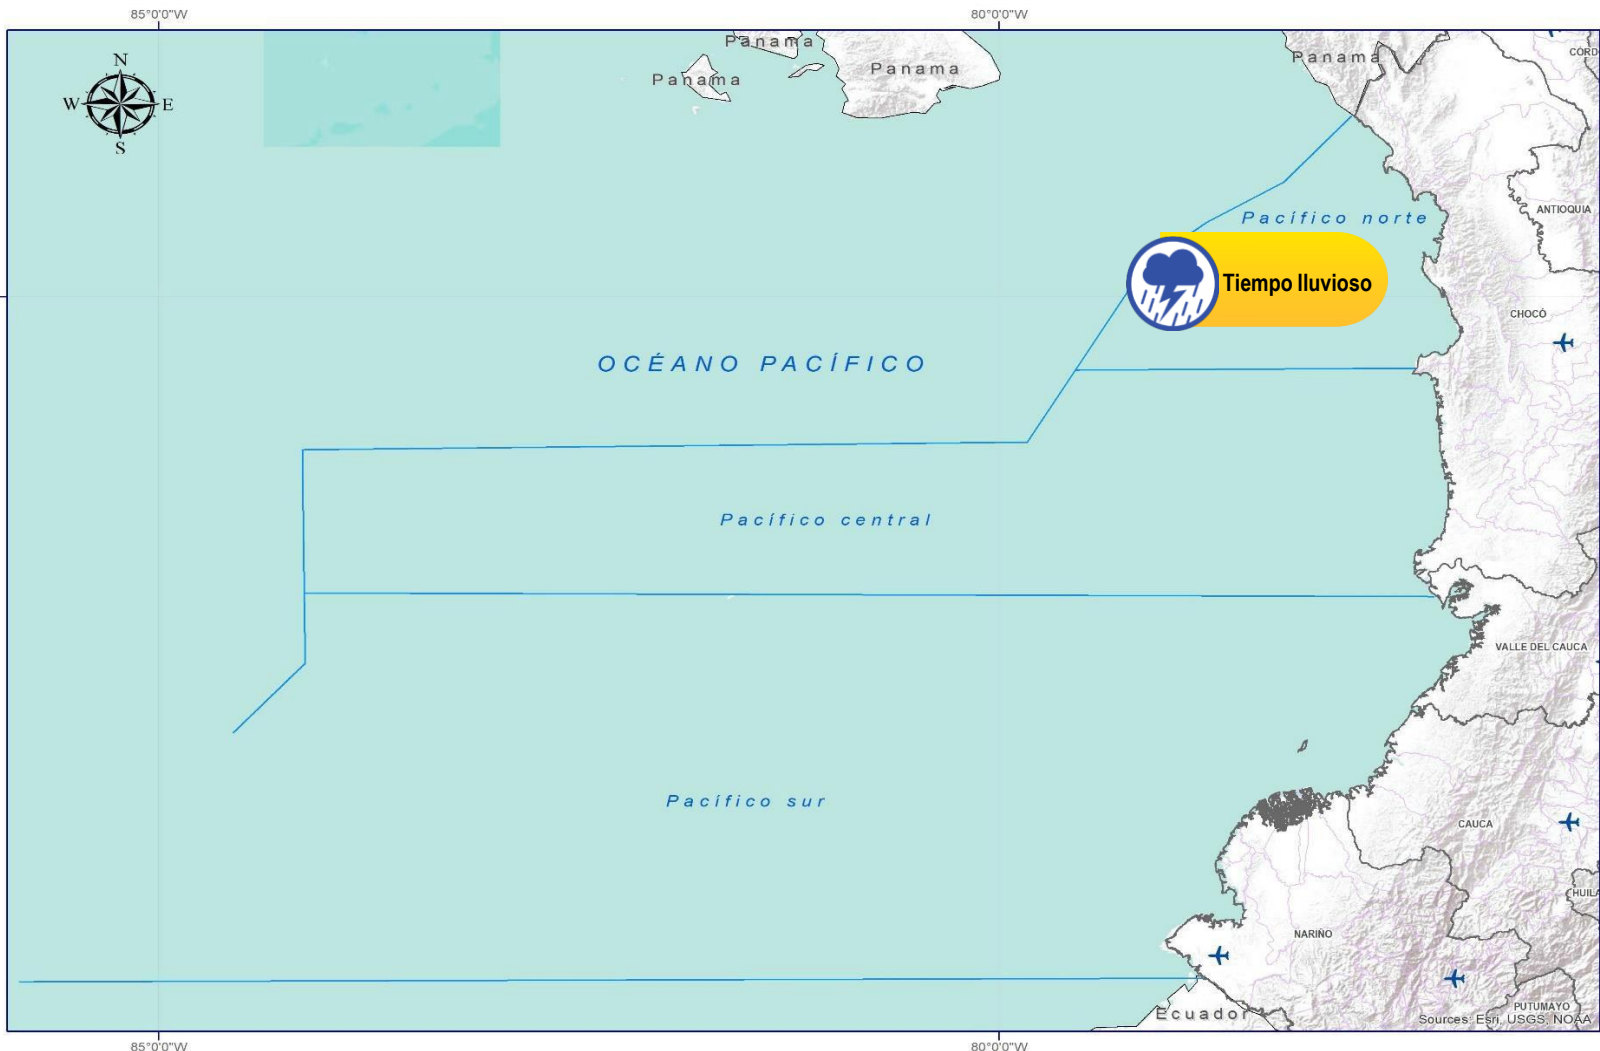 85°0'0"W
80°0'0"W
N
W
E
S
Panama
Panama
Panama
Panama
CÓRD
ANTIOQUIA
Pacífico norte
Tiempo lluvioso
CHOCÓ
OCÉANO PACÍFICO
Pacífico central
VALLE DEL CAUCA
Pacífico sur
CAUCA
HUILA
NARIÑO
PUTUMAYO
Ecuador
Sources: Esri, USGS, NOAA
85°0'0"W
80°0'0"W